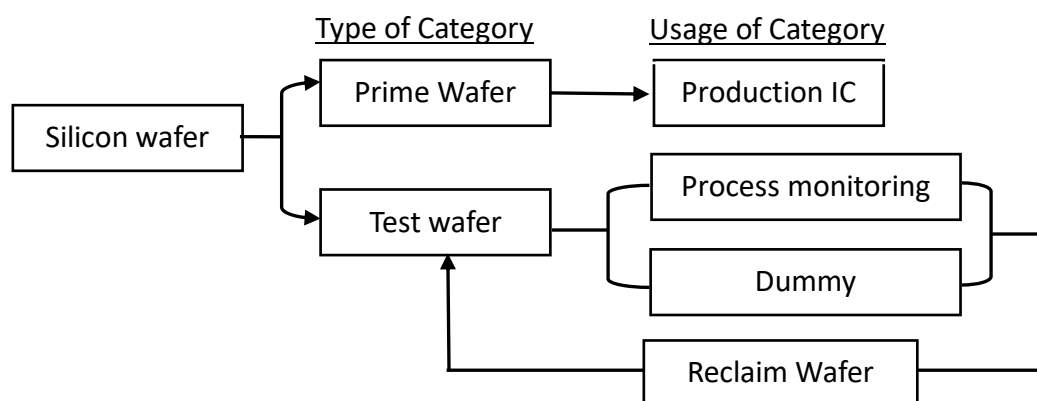 Type of Category
Usage of Category
Prime Wafer
Production IC
Silicon wafer
Process monitoring
Test wafer
Dummy
Reclaim Wafer